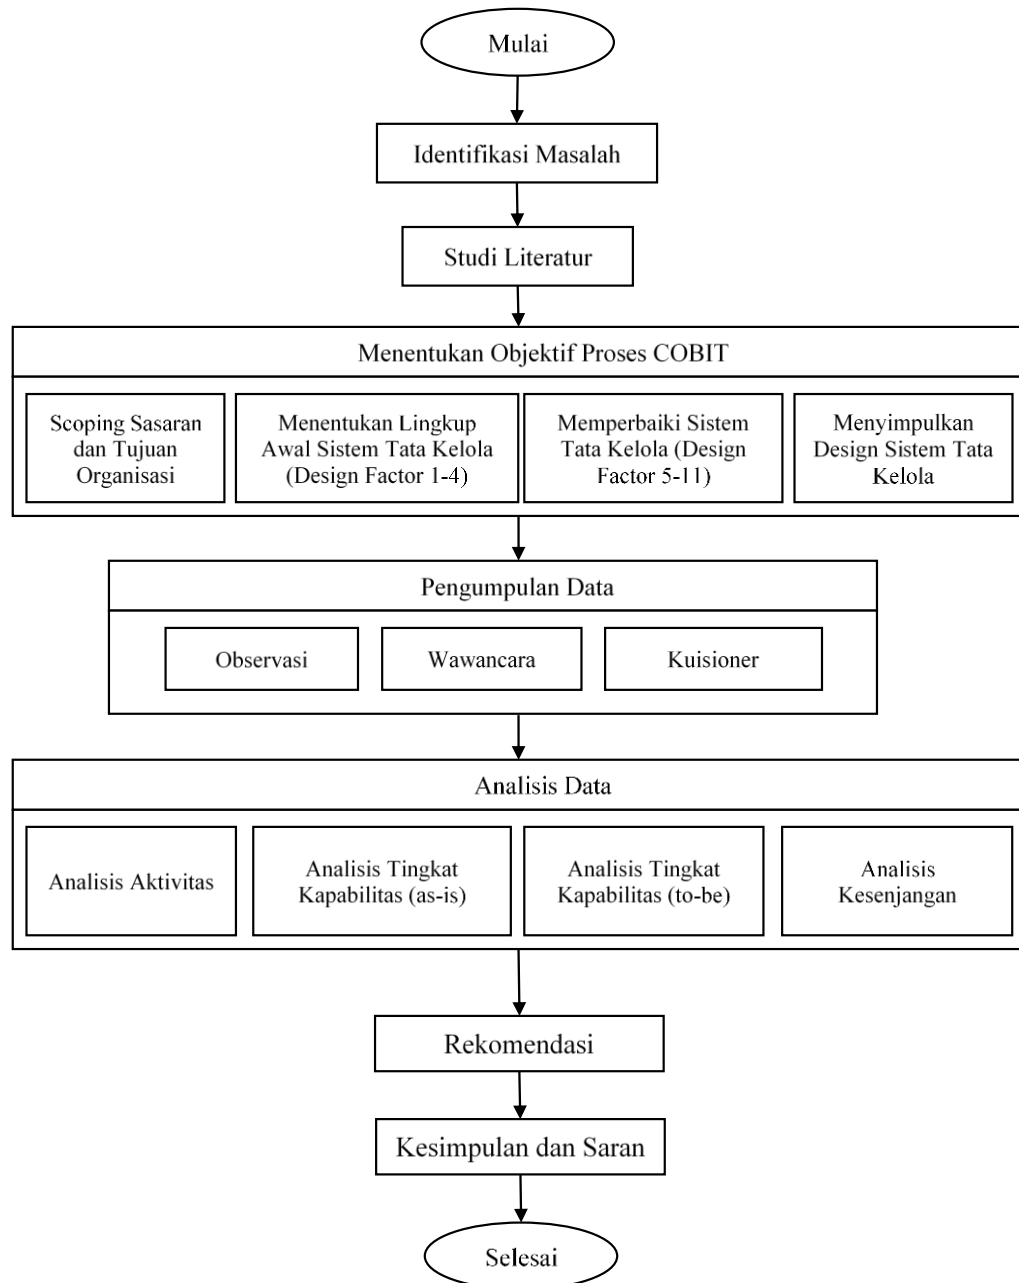 Mulai
Identifikasi Masalah
Studi Literatur
Menentukan Objektif Proses COBIT
Scoping Sasaran
dan Tujuan
Organisasi
Menentukan Lingkup
Awal Sistem Tata Kelola
(Design Factor 1-4)
Memperbaiki Sistem
Tata Kelola (Design
Factor 5-11)
Menyimpulkan
Design Sistem Tata
Kelola
Pengumpulan Data
Observasi
Wawancara
Kuisioner
Analisis Data
Analisis Aktivitas
Analisis Tingkat
Kapabilitas (as-is)
Analisis Tingkat
Kapabilitas (to-be)
Analisis
Kesenjangan
Rekomendasi
Kesimpulan dan Saran
Selesai